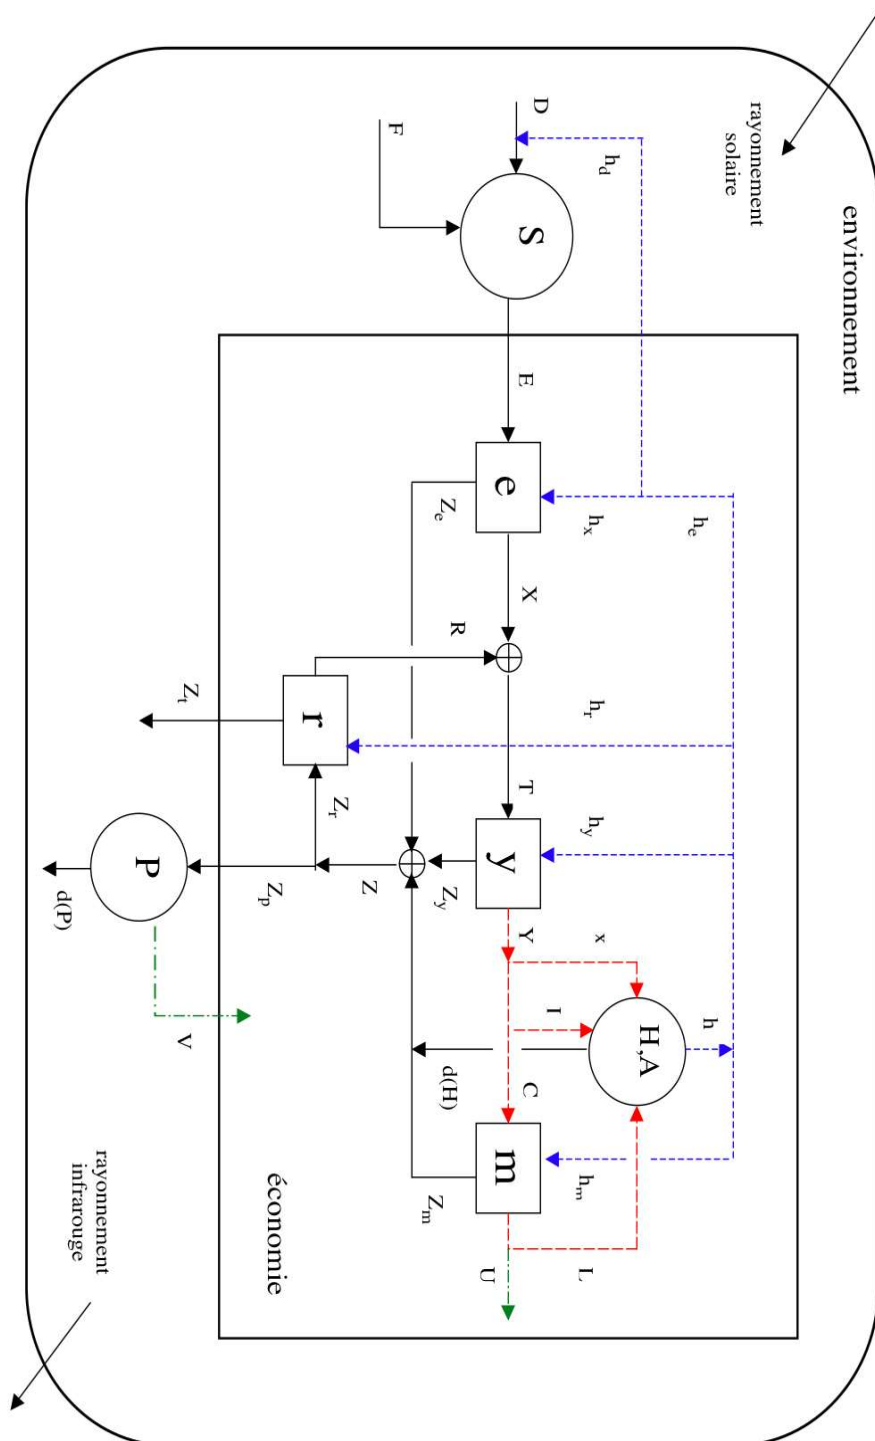 environnement
rayonnement
solaire
h_e
h
H,A
h_d
h_x
h_r
h_y
x
h_m
L
I
D
S
E
X
T
Y
C
e
y
m
U
R
Z_e
Z_y
d(H)
Z_m
F
Z
Z_r
r
Z_p
économie
Z_t
V
P
rayonnement
infrarouge
d(P)